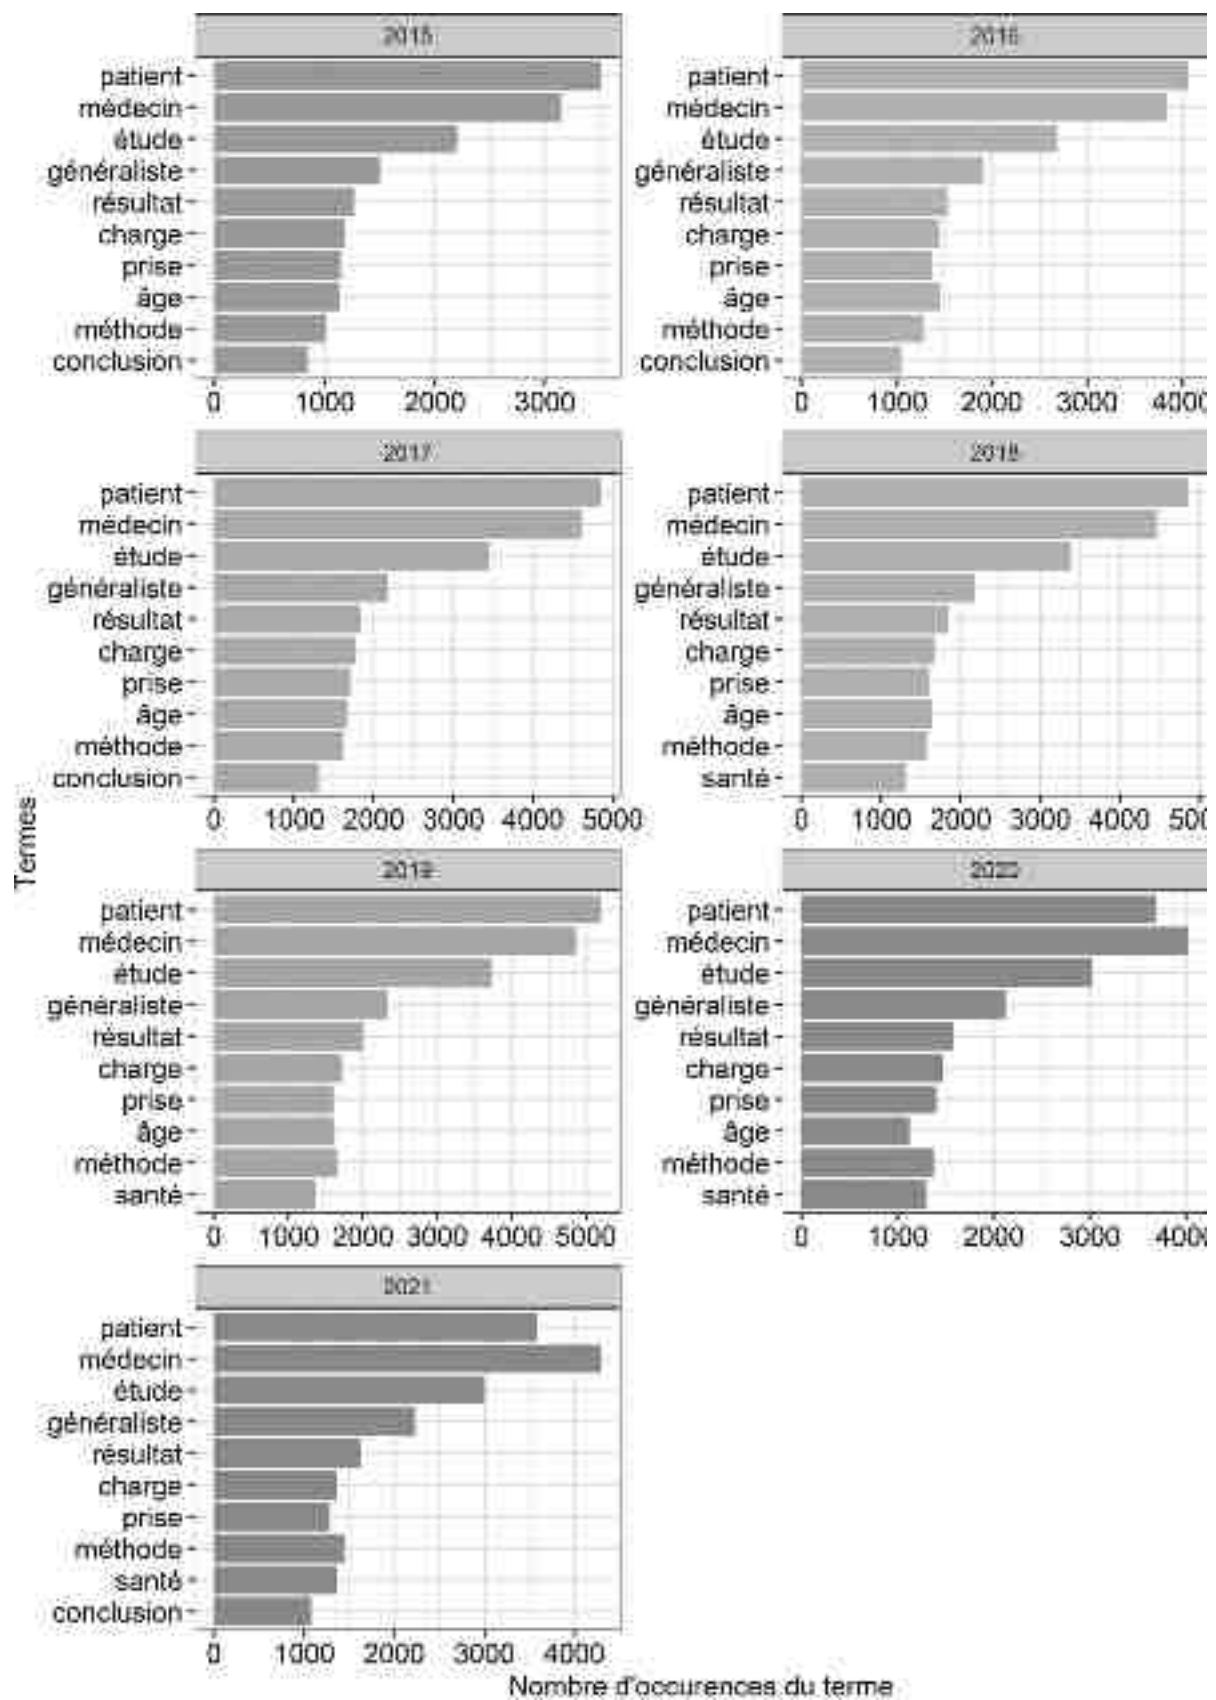 2015
patient
médecin
étude
généraliste
résultat
charge
prise
âge
méthode
conclusion
0 1000 2000 3000
2016
patient
médecin
étude
généraliste
résultat
charge
prise
âge
méthode
conclusion
0 1000 2000 3000 4000
2017
patient
médecin
étude
généraliste
résultat
charge
prise
âge
méthode
conclusion
0 1000 2000 3000 4000 5000
2018
patient
médecin
étude
généraliste
résultat
charge
prise
âge
méthode
santé
0 1000 2000 3000 4000 500
Termes
2019
patient
médecin
étude
généraliste
résultat
charge
prise
âge
méthode
santé
0 1000 2000 3000 4000 5000
2020
patient
médecin
étude
généraliste
résultat
charge
prise
âge
méthode
santé
0 1000 2000 3000 400
2021
patient
médecin
étude
généraliste
résultat
charge
prise
méthode
santé
conclusion
0 1000 2000 3000 4000
Nombre d'occurences du terme